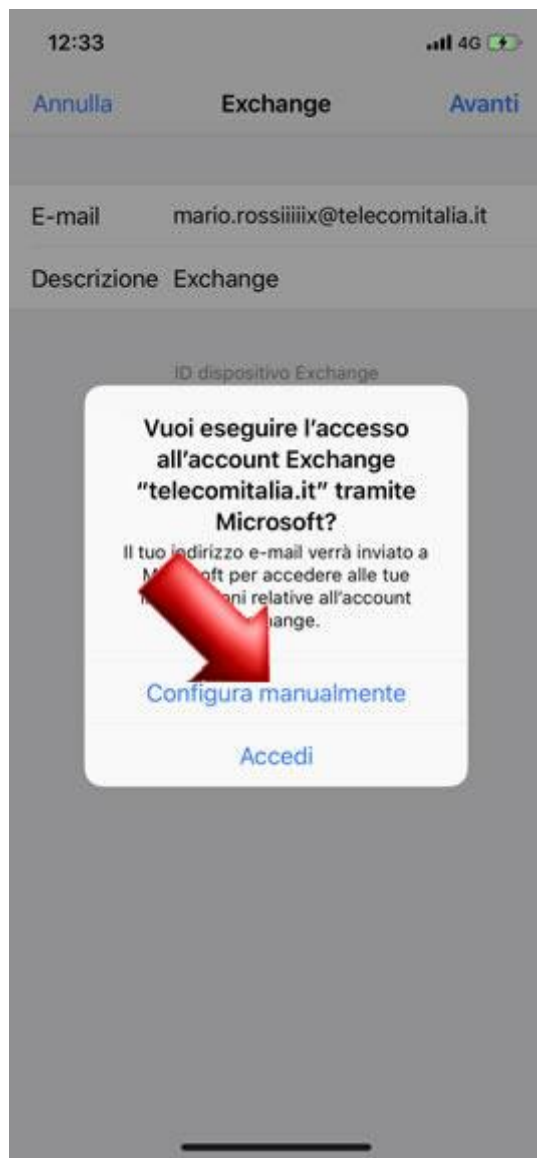 12:33
4G
Annulla
Exchange
Avanti
E-mail
mario.rossiiiiix@telecomitalia.it
Descrizione
Exchange
ID dispositivo Exchange
Vuoi eseguire l'accesso
all'account Exchange
"telecomitalia.it" tramite
Microsoft?
Il tuo indirizzo e-mail verrà inviato a
per accedere alle tue
relative all'account
Configura manualmente
Accedi